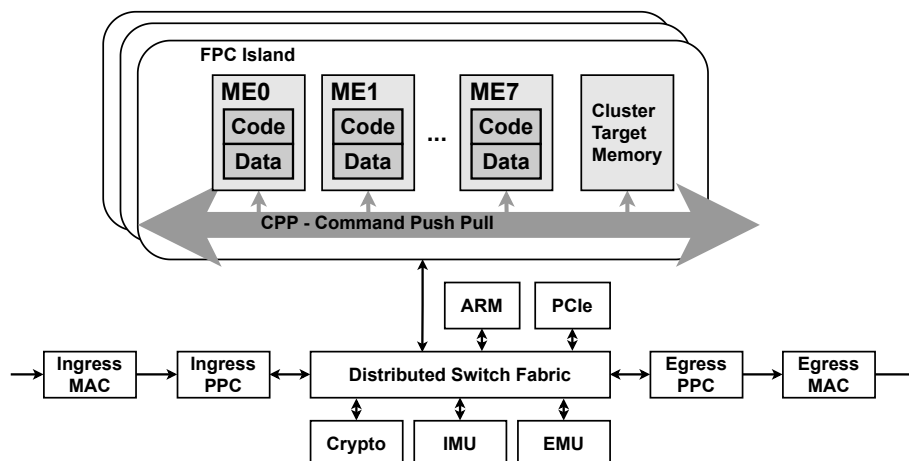 FPC Island
ME0
Code
Data
ME1
Code
Data
...
ME7
Code
Data
Cluster
Target
Memory
CPP - Command Push Pull
ARM
PCIe
Ingress
MAC
Ingress
PPC
Distributed Switch Fabric
Egress
PPC
Egress
MAC
Crypto
IMU
EMU